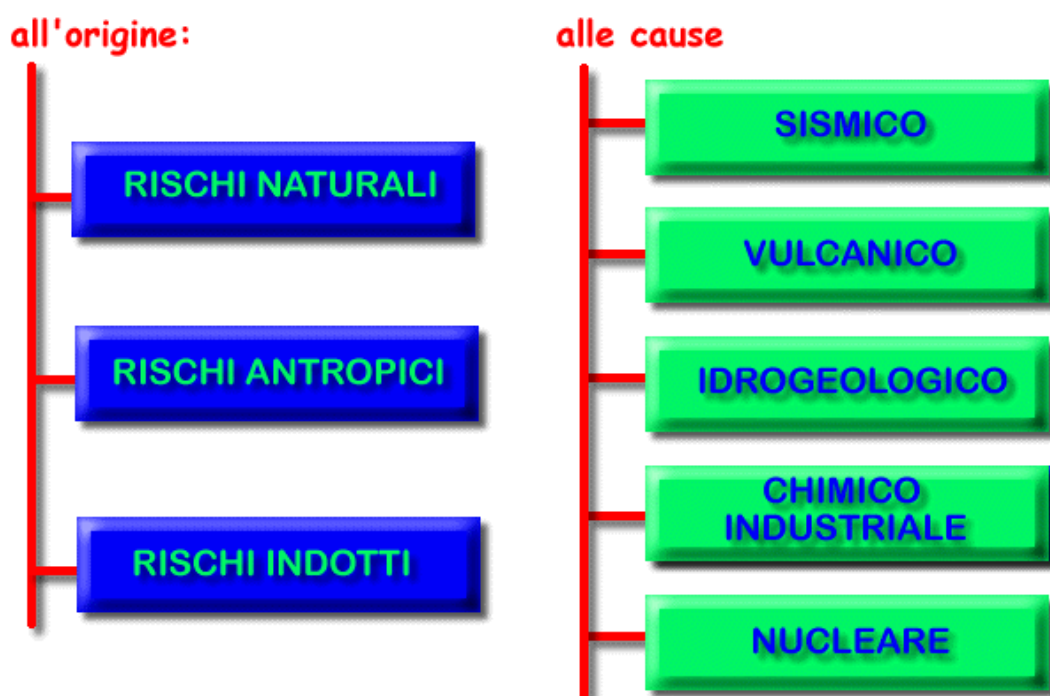 all'origine:
RISCHI NATURALI
RISCHI ANTROPICI
RISCHI INDOTTI
alle cause
SISMICO
VULCANICO
IDROGEOLOGICO
CHIMICO
INDUSTRIALE
NUCLEARE